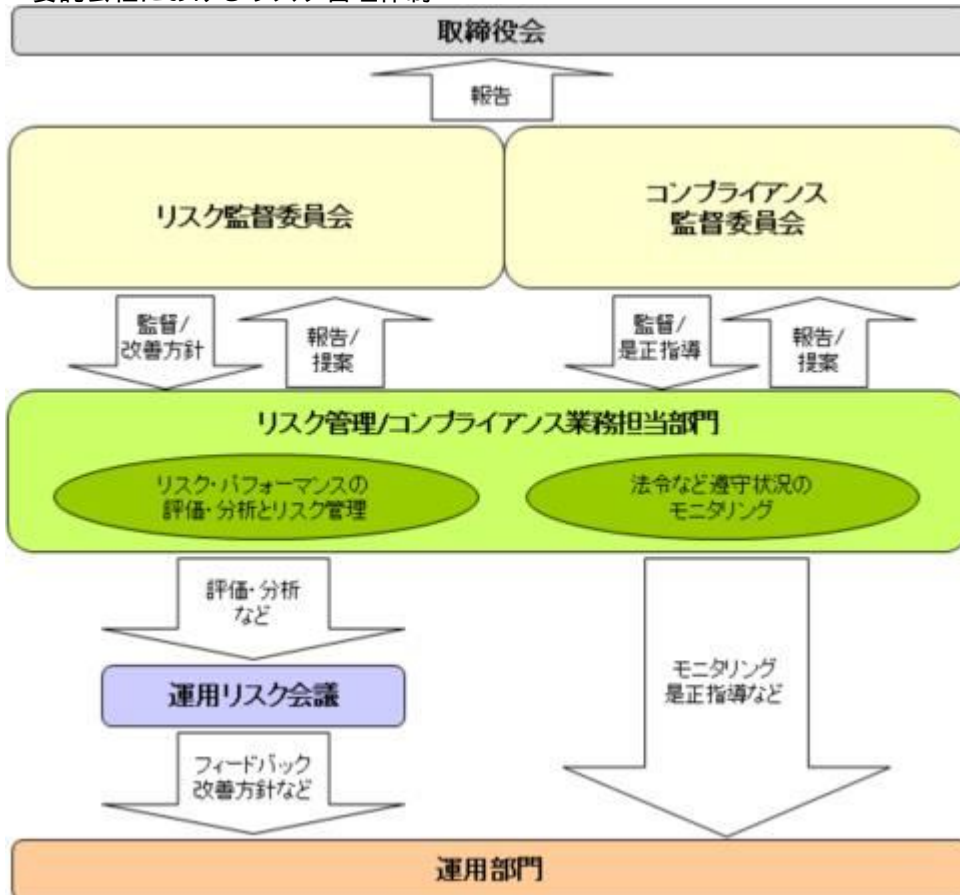 取締役会
報告
リスク監督委員会
コンプライアンス
監督委員会
監督/
改善方針
報告/
提案
監督/
是正指導
報告/
提案
リスク管理/コンプライアンス業務担当部門
リスク・パフォーマンスの
評価・分析とリスク管理
法令など遵守状況の
モニタリング
評価・分析
など
運用リスク会議
モニタリング
是正指導など
フィードバック
改善方針など
運用部門